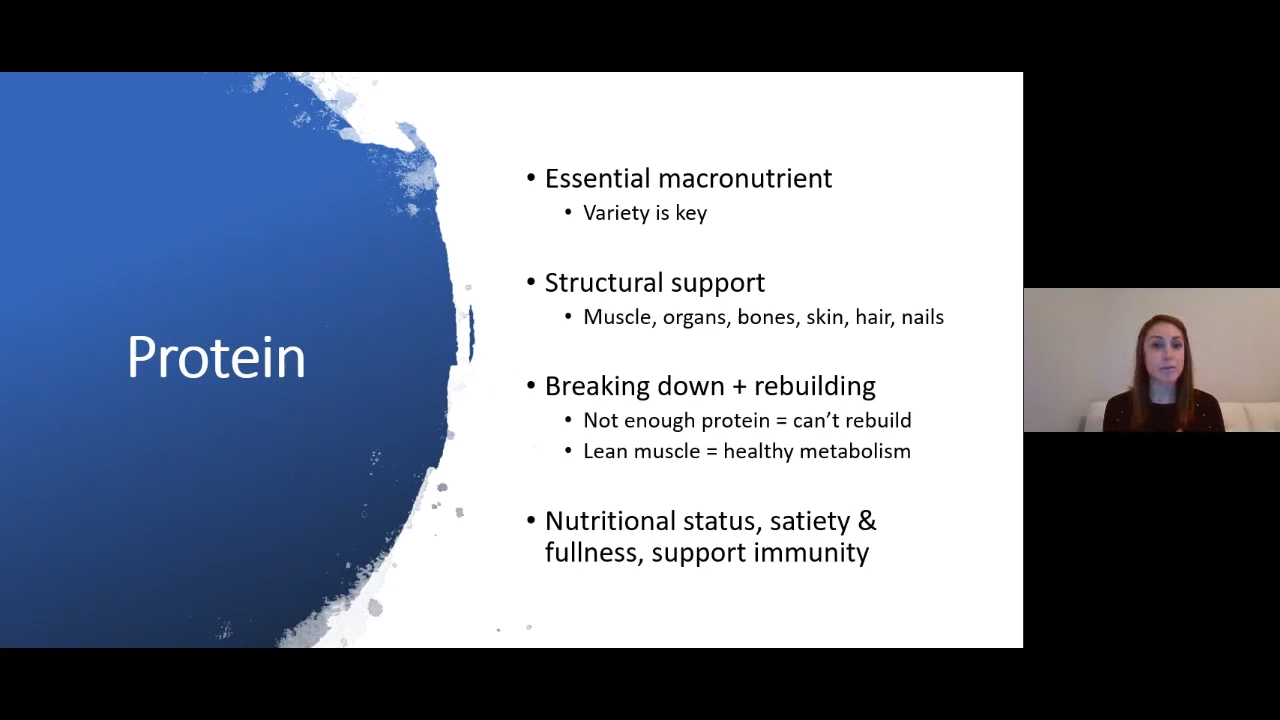 Protein
• Essential macronutrient
• Variety is key
• Structural support
• Muscle, organs, bones, skin, hair, nails
• Breaking down + rebuilding
• Not enough protein = can’t rebuild
• Lean muscle = healthy metabolism
• Nutritional status, satiety &
fullness, support immunity